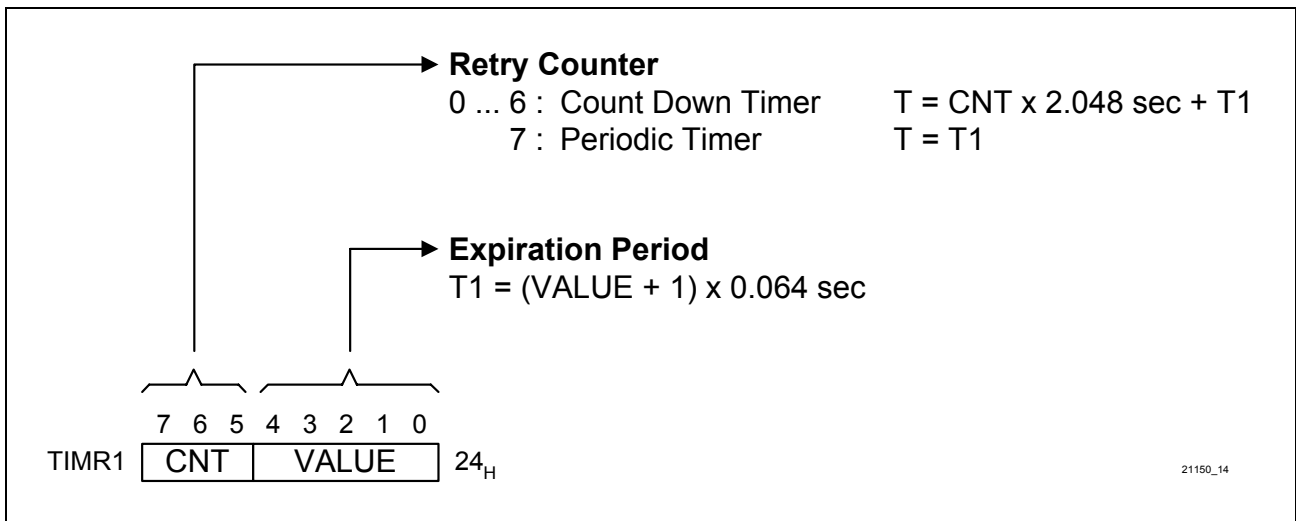 Retry Counter
0 ... 6 : Count Down Timer T = CNT x 2.048 sec + T1
7 : Periodic Timer T = T1
Expiration Period
T1 = (VALUE + 1) x 0.064 sec
7 6 5 4 3 2 1 0
TIMR1 CNT VALUE 24H
21150_14